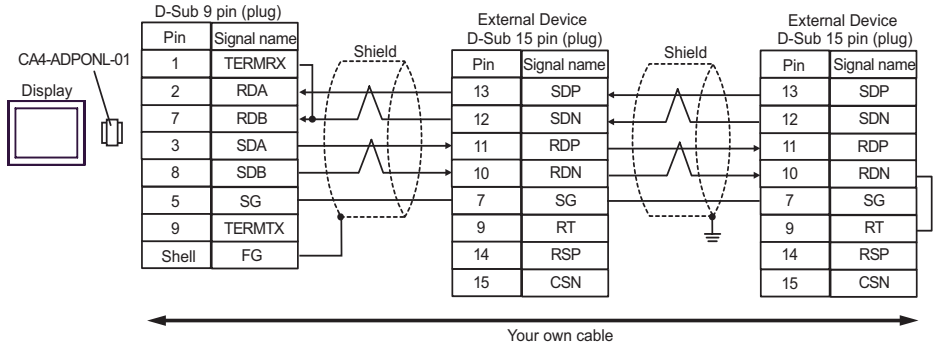 CA4-ADPONL-01
Display
D-Sub 9 pin (plug)
Pin Signal name
1 TERMRX
2 RDA
7 RDB
3 SDA
8 SDB
5 SG
9 TERMTX
Shell FG
Shield
External Device
D-Sub 15 pin (plug)
Pin Signal name
13 SDP
12 SDN
11 RDP
10 RDN
7 SG
9 RT
14 RSP
15 CSN
Shield
External Device
D-Sub 15 pin (plug)
Pin Signal name
13 SDP
12 SDN
11 RDP
10 RDN
7 SG
9 RT
14 RSP
15 CSN
Your own cable